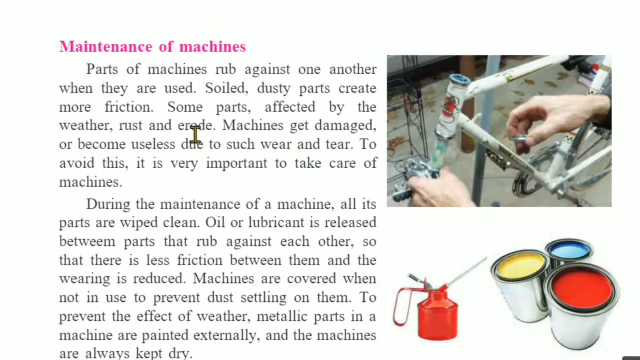 Maintenance of machines
Parts of machines rub against one another
when they are used. Soiled, dusty parts create
more friction. Some parts, affected by the
weather, rust and erode. Machines get damaged,
or become useless due to such wear and tear. To
avoid this, it is very important to take care of
machines.
During the maintenance of a machine, all its
parts are wiped clean. Oil or lubricant is released
betweem parts that rub against each other, so
that there is less friction between them and the
wearing is reduced. Machines are covered when
not in use to prevent dust settling on them. To
prevent the effect of weather, metallic parts in a
machine are painted externally, and the machines
are always kept dry.